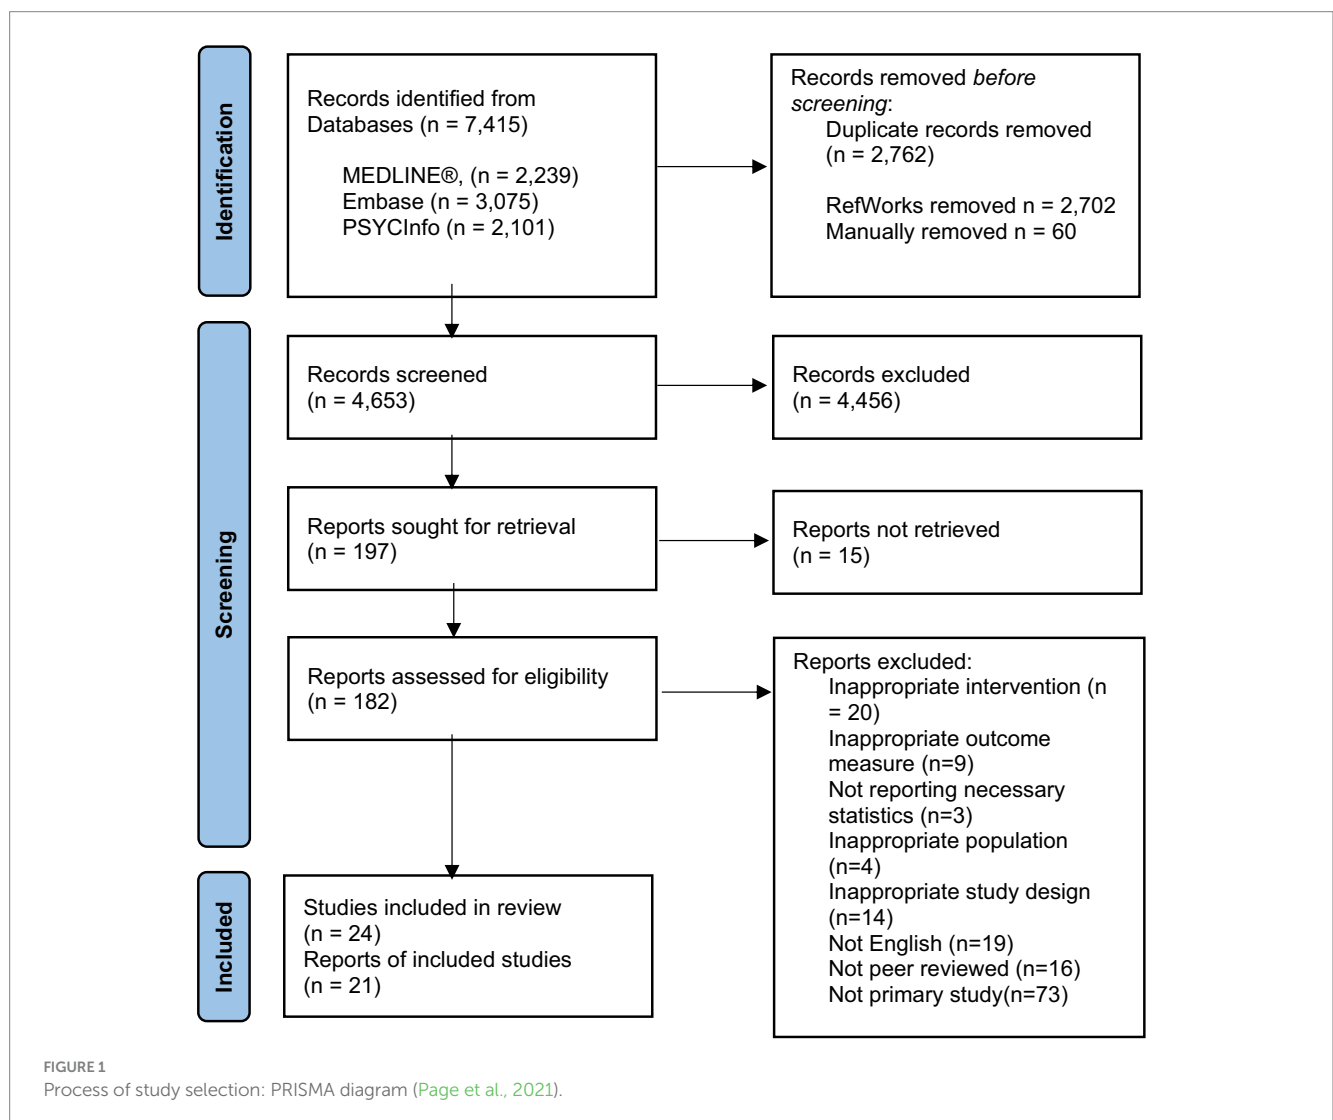 Identification
Records identified from
Databases (n = 7,415)
MEDLINE®, (n = 2,239)
Embase (n = 3,075)
PSYCInfo (n = 2,101)
Records removed before
screening:
Duplicate records removed
(n = 2,762)
RefWorks removed n = 2,702
Manually removed n = 60
Screening
Records screened
(n = 4,653)
Records excluded
(n = 4,456)
Reports sought for retrieval
(n = 197)
Reports not retrieved
(n = 15)
Reports assessed for eligibility
(n = 182)
Reports excluded:
Inappropriate intervention (n
= 20)
Inappropriate outcome
measure (n=9)
Not reporting necessary
statistics (n=3)
Inappropriate population
(n=4)
Inappropriate study design
(n=14)
Not English (n=19)
Not peer reviewed (n=16)
Not primary study(n=73)
Included
Studies included in review
(n = 24)
Reports of included studies
(n = 21)
FIGURE 1
Process of study selection: PRISMA diagram (Page et al., 2021).